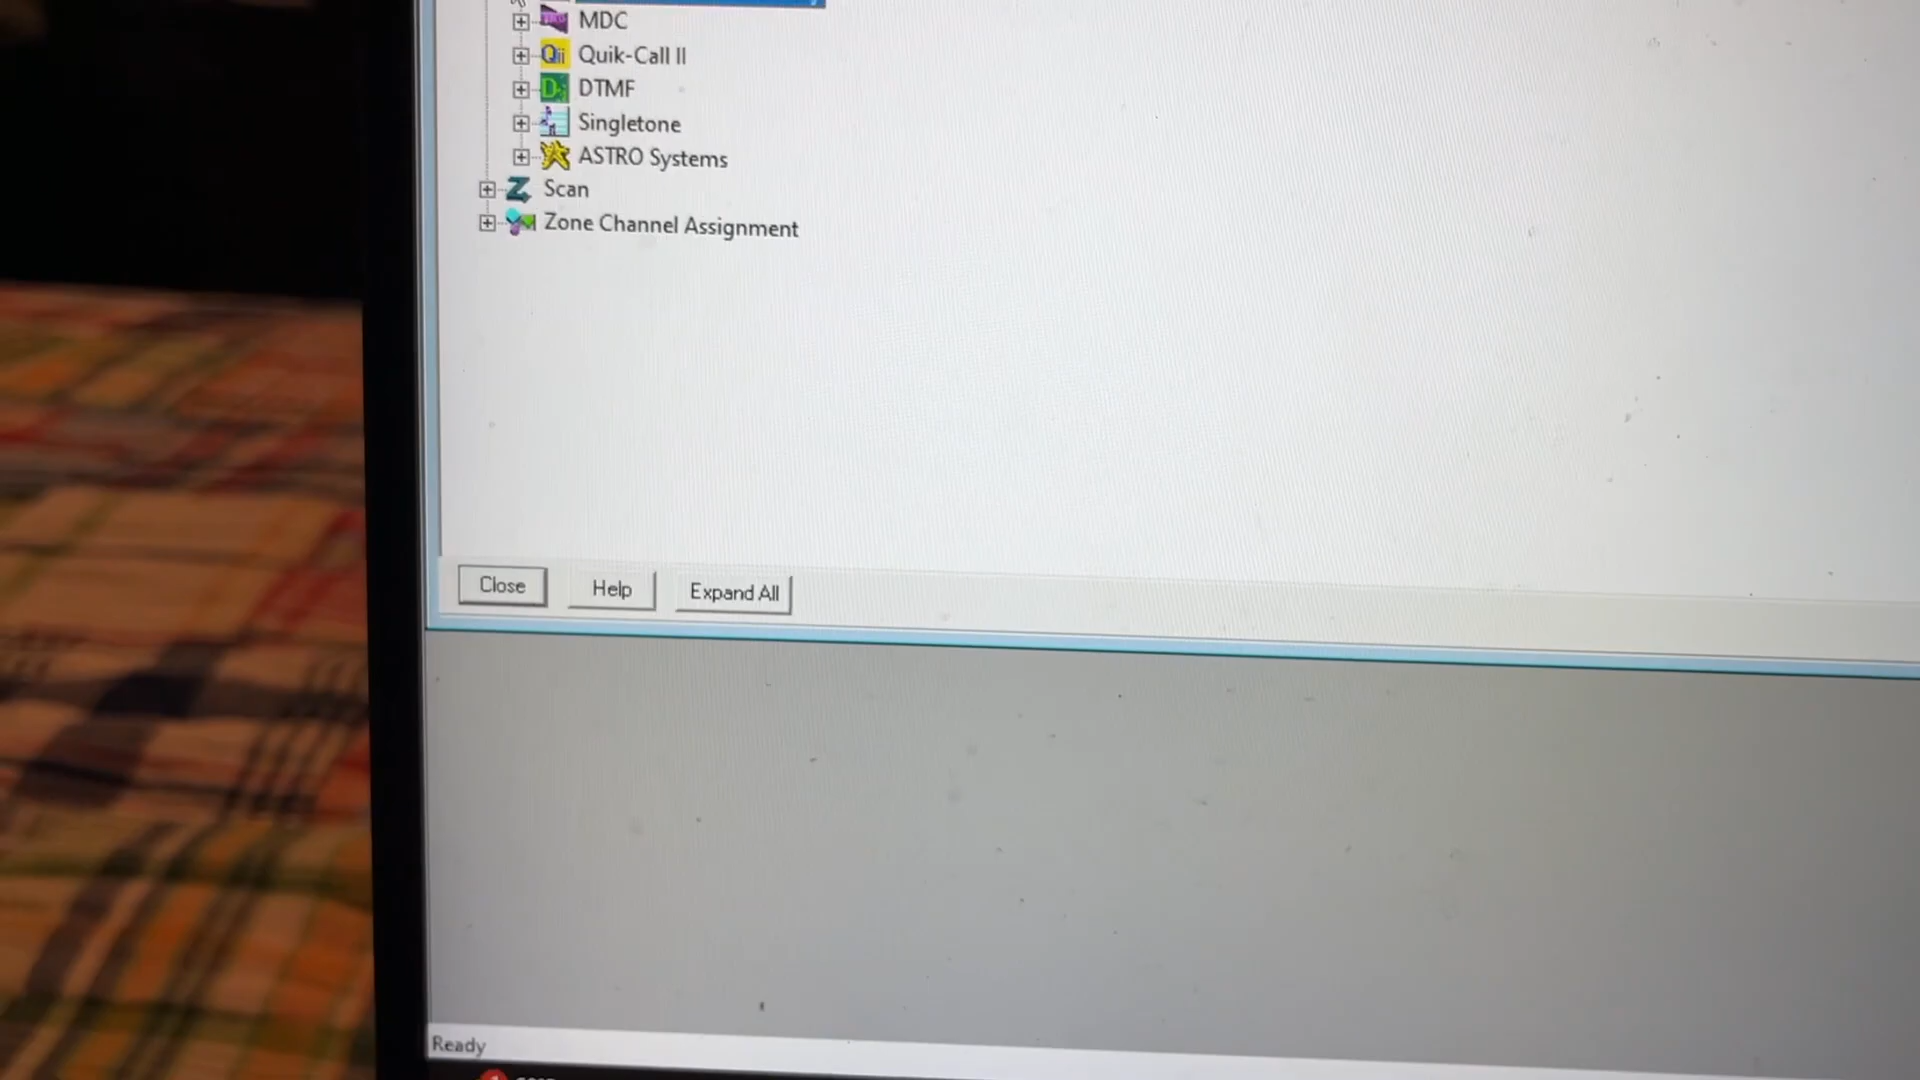 MDC
Quik-Call II
DTMF
Singletone
ASTRO Systems
Scan
Zone Channel Assignment
Close
Help
Expand All
Ready